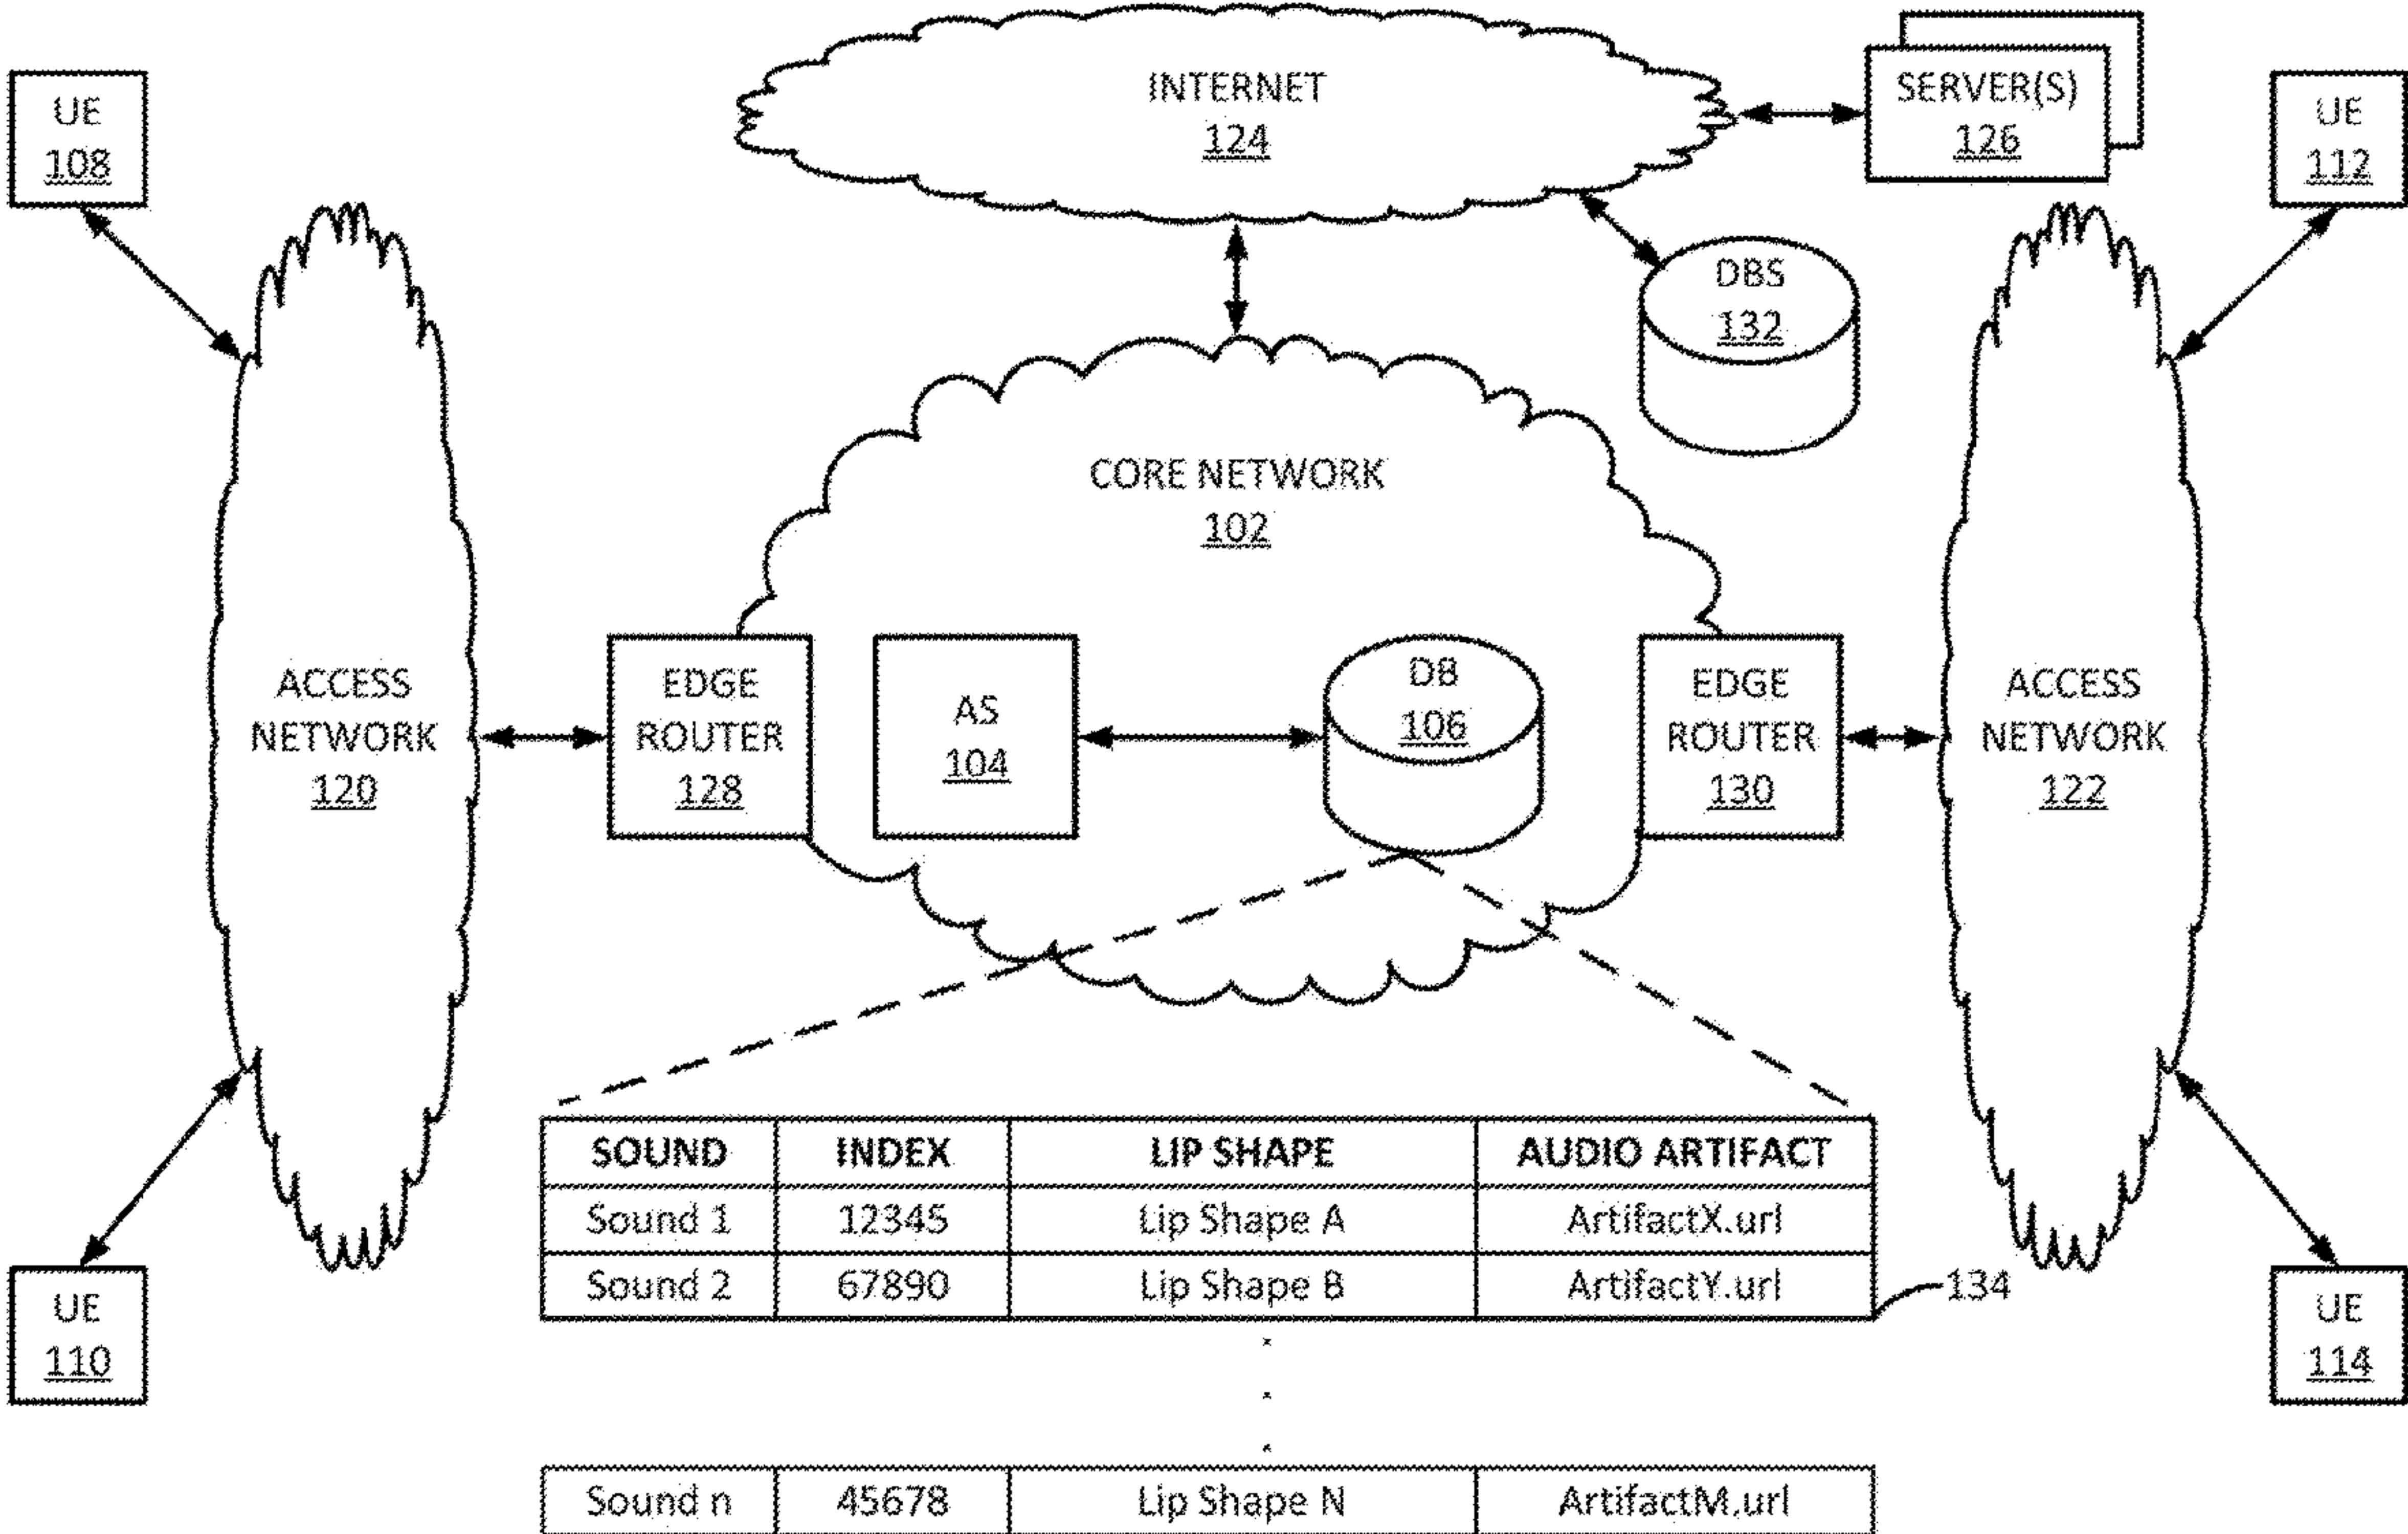 INTERNET
124
SERVER(S)
126
UE
108
UE
112
DBS
132
CORE NETWORK
102
ACCESS
NETWORK
120
EDGE
ROUTER
128
AS
104
DB
106
EDGE
ROUTER
130
ACCESS
NETWORK
122
SOUND INDEX LIP SHAPE AUDIO ARTIFACT
Sound 1 12345 Lip Shape A ArtifactX.url
Sound 2 67890 Lip Shape B ArtifactY.url
134
UE
110
UE
114
Sound n 45678 Lip Shape N ArtifactM.url